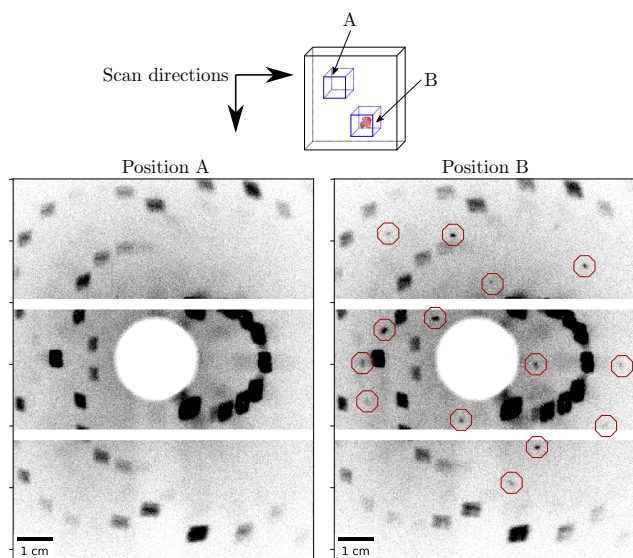 A
Scan directions
B
Position A
Position B
1 cm
1 cm